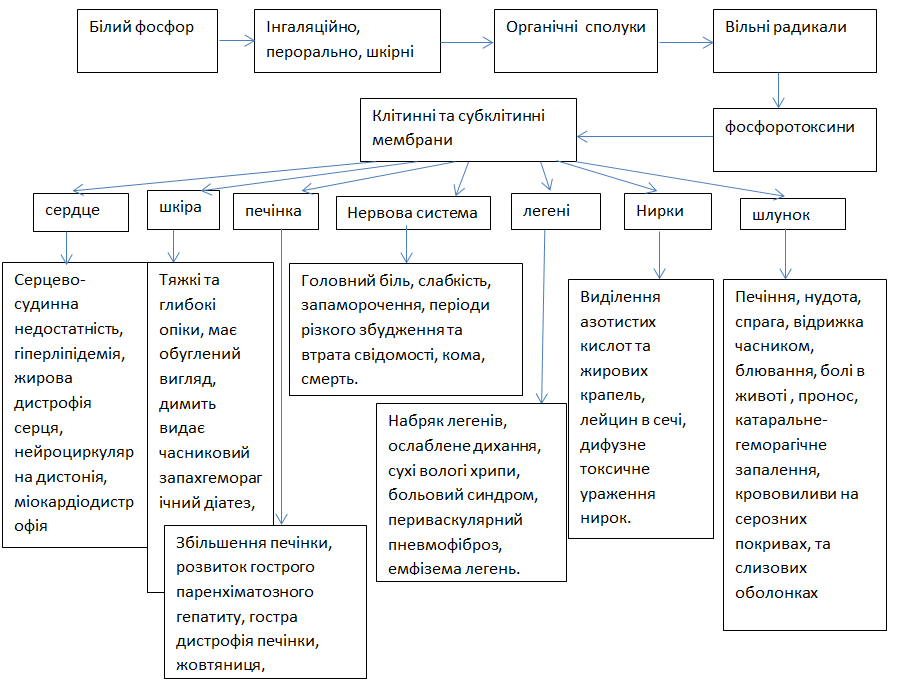 Білий фосфор
Інгаляційно,
перорально, шкірні
Органічні сполуки
Вільні радикали
фосфоротоксини
Клітинні та субклітинні
мембрани
сердце
шкіра
печінка
Нервова система
легені
Нирки
шлунок
Серцево-
судинна
недостатність,
гіперліпідемія,
жирова
дистрофія
серця,
нейроциркуляр
на дистонія,
міокардіодистр
офія
Тяжкі та
глибокі
опіки, має
обуглений
вигляд,
димить
видає
часниковий
запахгемораг
ічний діатез,
Збільшення печінки,
розвиток гострого
паренхіматозного
гепатиту, гостра
дистрофія печінки,
жовтяниця,
Головний біль, слабкість,
запаморочення, періоди
різкого збудження та
втрата свідомості, кома,
смерть.
Набряк легенів,
ослаблене дихання,
сухі вологі хрипи,
больовий синдром,
периваскулярний
пневмофіброз,
емфізема легень.
Виділення
азотистих
кислот та
жирових
крапель,
лейцин в сечі,
дифузне
токсичне
ураження
нирок.
Печіння, нудота,
спрага, відрижка
часником,
блювання, болі в
животі , пронос,
катаральне-
геморагічне
запалення,
крововиливи на
серозних
покривах, та
слизових
оболонках